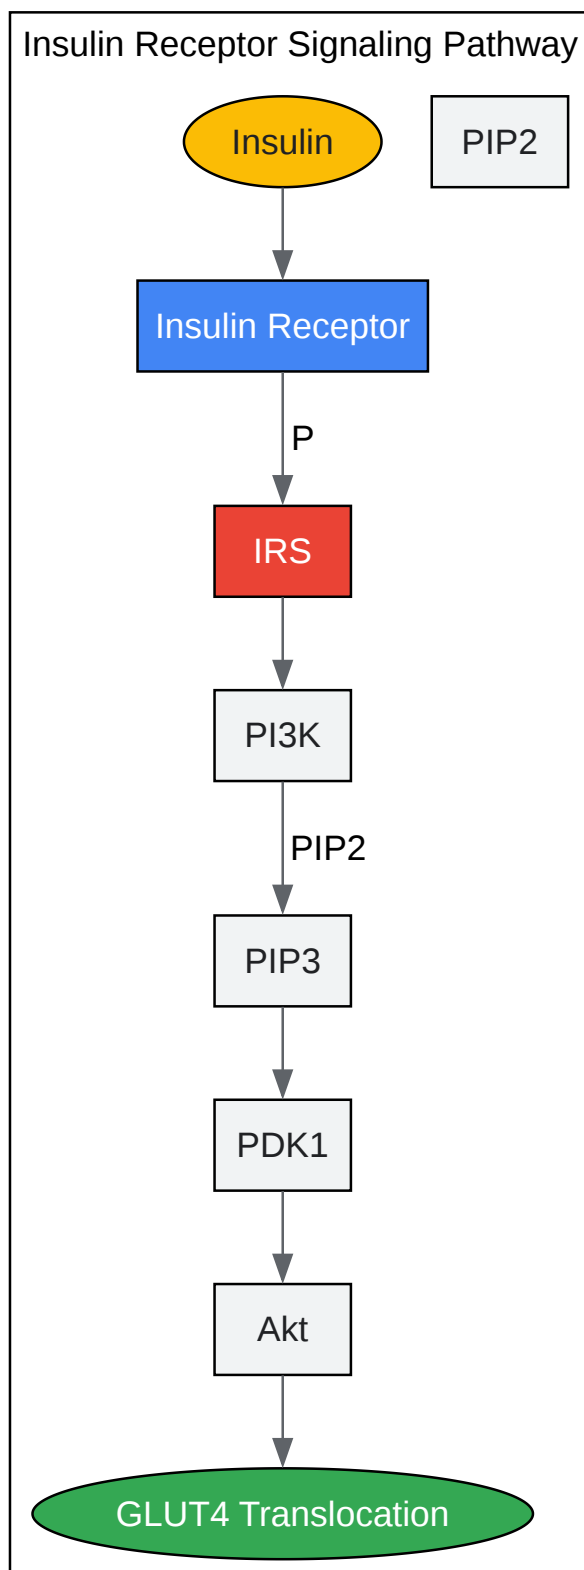 Insulin Receptor Signaling Pathway
Insulin
PIP2
Insulin Receptor
P
IRS
PI3K
PIP2
PIP3
PDK1
Akt
GLUT4 Translocation